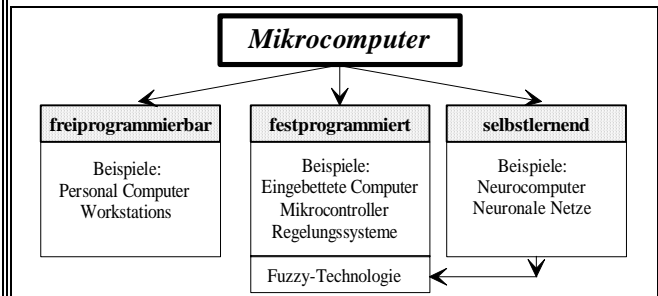 Mikrocomputer
freiprogrammierbar
Beispiele:
Personal Computer
Workstations
festprogrammiert
Beispiele:
Eingebettete Computer
Mikrocontroller
Regelungssysteme
Fuzzy-Technologie
selbstlernend
Beispiele:
Neurocomputer
Neuronale Netze